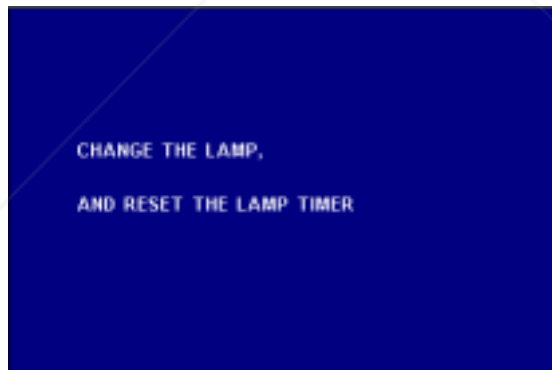 CHANGE THE LAMP,
AND RESET THE LAMP TIMER